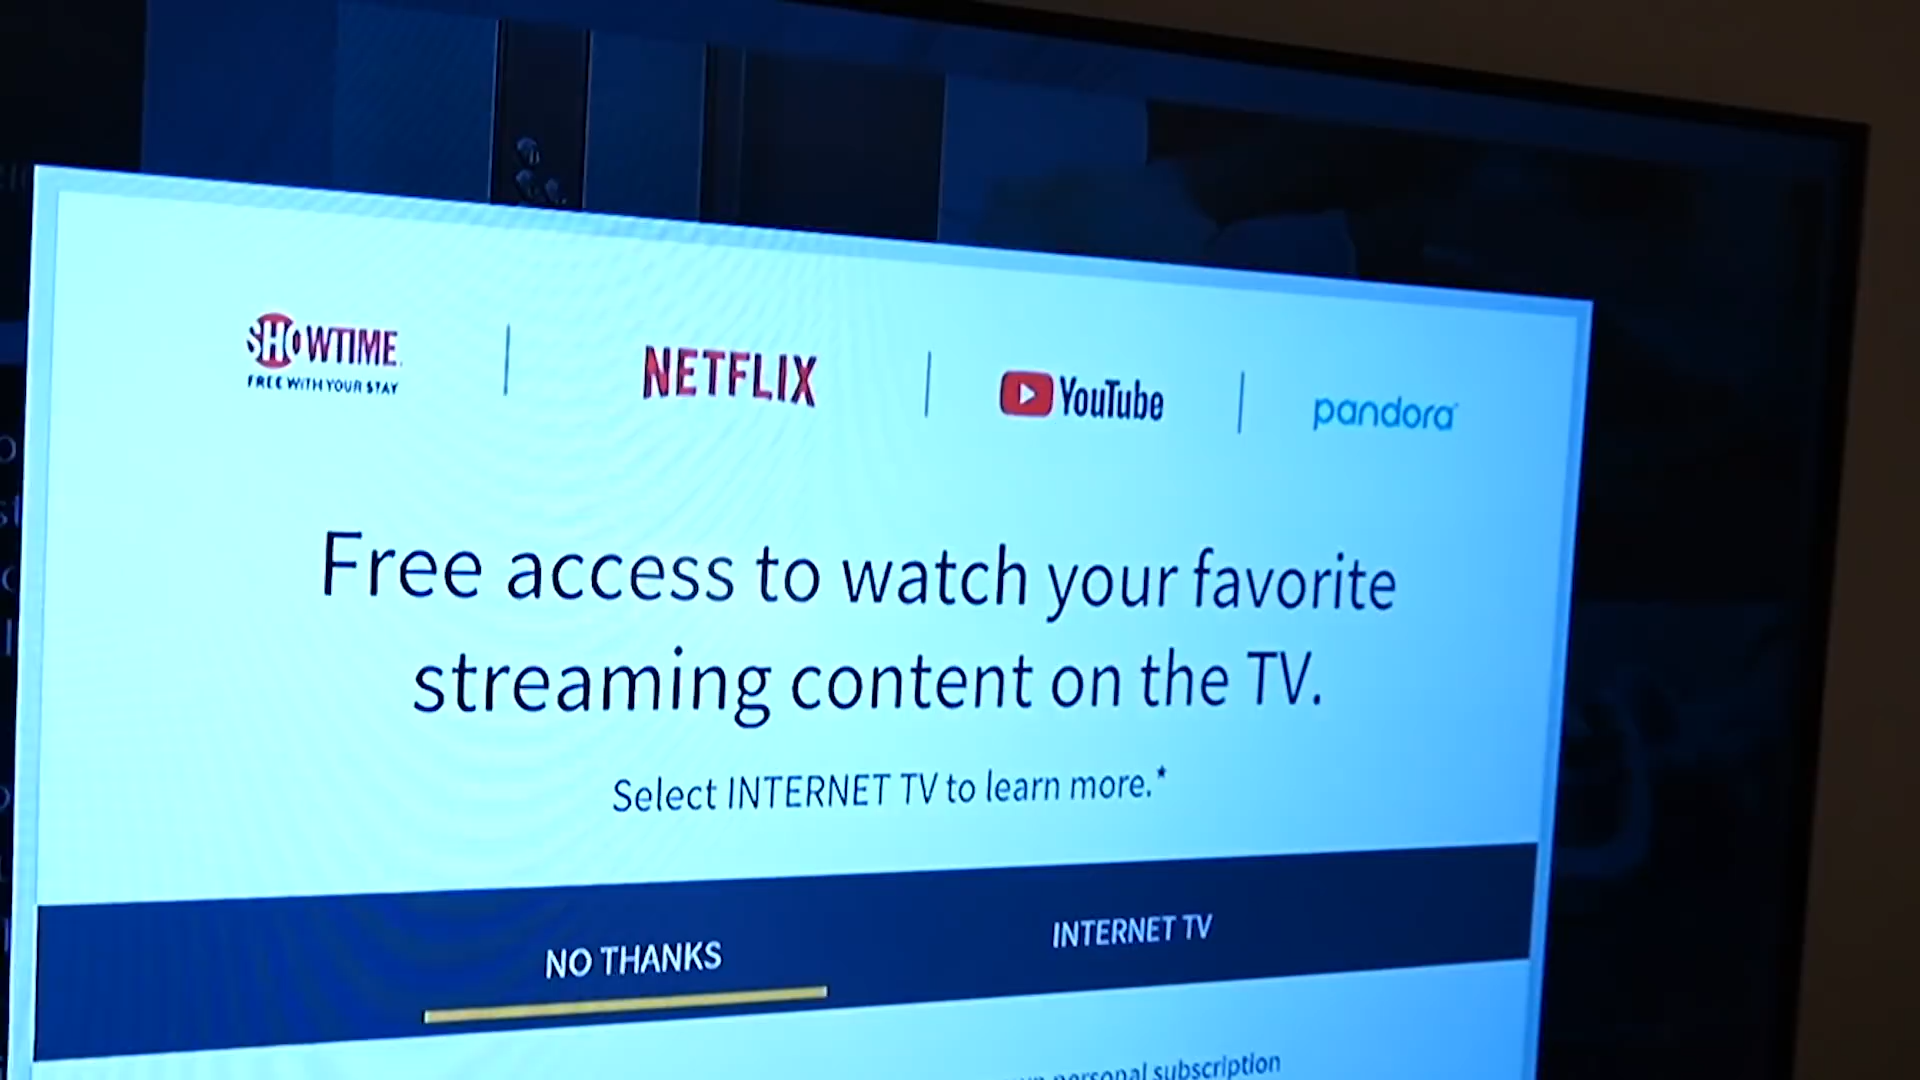 SHOWTIME
FREE WITH YOUR STAY
NETFLIX
YouTube
pandora
Free access to watch your favorite
streaming content on the TV.
Select INTERNET TV to learn more.*
NO THANKS
INTERNET TV
personal subscription